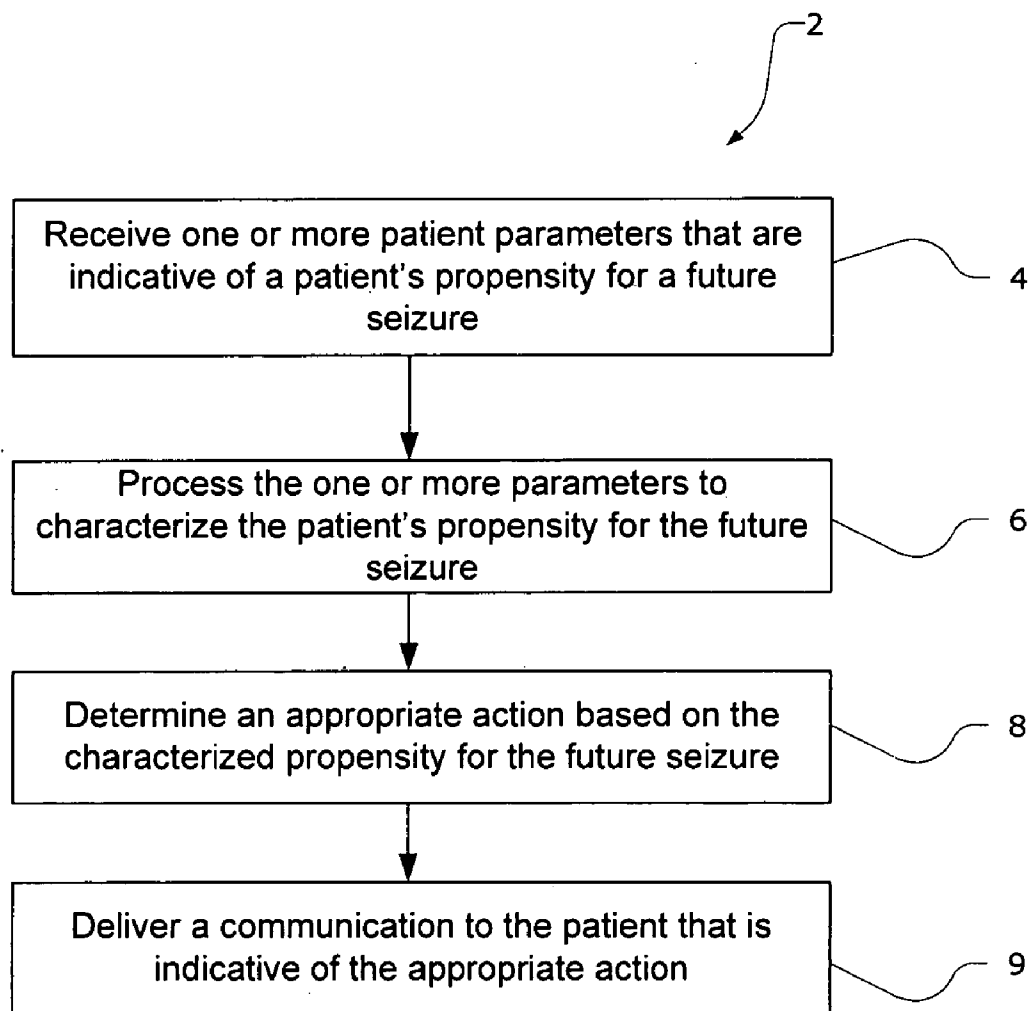 2
Receive one or more patient parameters that are
indicative of a patient's propensity for a future
seizure
4
Process the one or more parameters to
characterize the patient's propensity for the future
seizure
6
Determine an appropriate action based on the
characterized propensity for the future seizure
8
Deliver a communication to the patient that is
indicative of the appropriate action
9